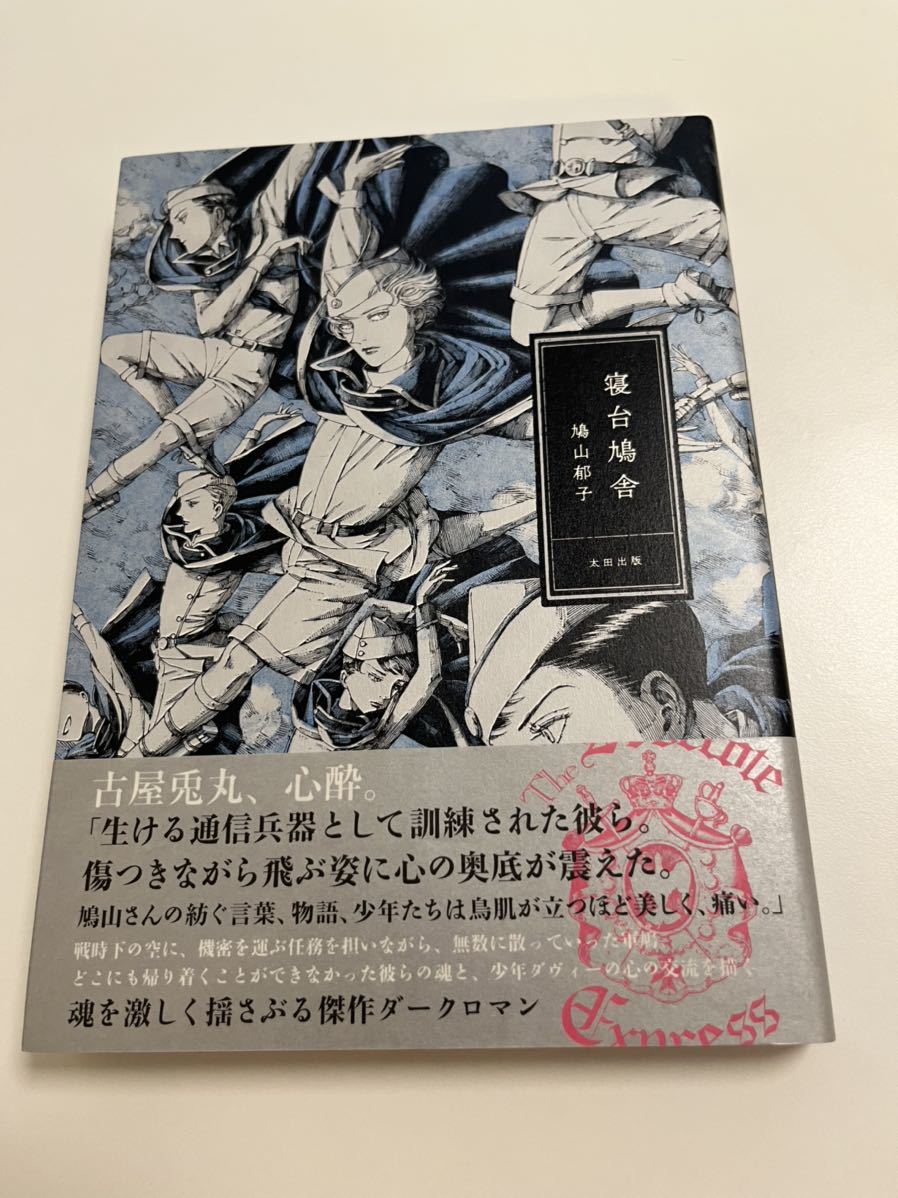 寝台鳩舎
鳩山郁子
太田出版
古屋兎丸、心酔。
「生ける通信兵器として訓練された彼ら。
傷つきながら飛ぶ姿に心の奥底が震えた。
鳩山さんの紡ぐ言葉、物語、少年たちは鳥肌が立つほど美しく、痛い。」
戦時下の空に、機密を運ぶ任務を担いながら、無数に散っていった軍鳩、
どこにも帰り着くことができなかった彼らの魂と、少年ダヴィーの心の交流を描く
魂を激しく揺さぶる傑作ダークロマン
The
Express